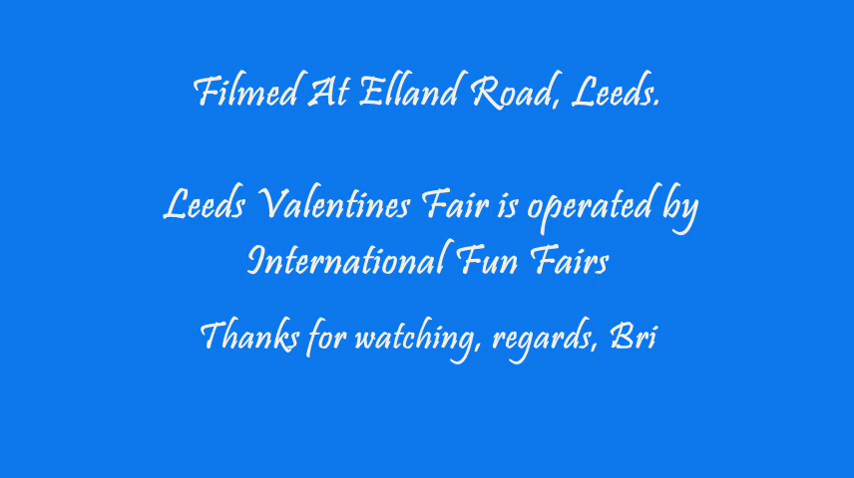 Filmed At Elland Road, Leeds.
Leeds Valentines Fair is operated by
International Fun Fairs
Thanks for watching, regards, Bri